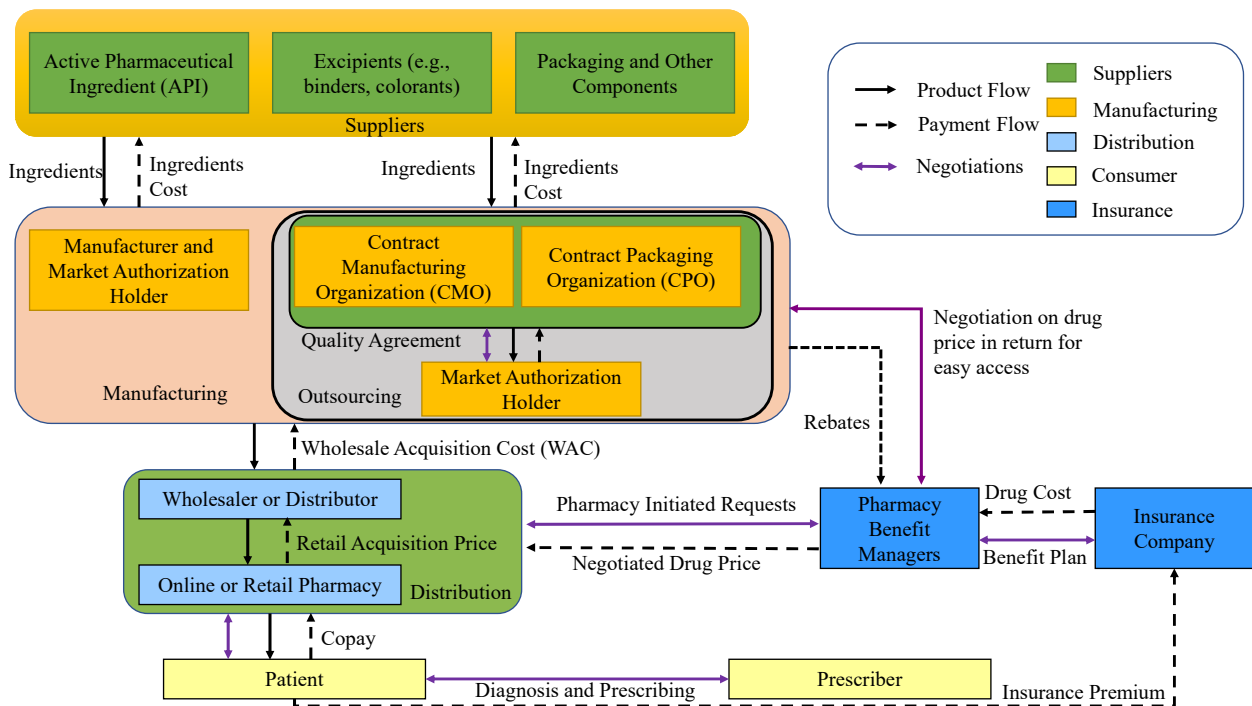 Active Pharmaceutical
Ingredient (API)
Excipients (e.g.,
binders, colorants)
Packaging and Other
Components
Suppliers
Product Flow
Payment Flow
Negotiations
Suppliers
Manufacturing
Distribution
Consumer
Insurance
Ingredients
Ingredients
Cost
Ingredients
Ingredients
Cost
Manufacturer and
Market Authorization
Holder
Contract
Manufacturing
Organization (CMO)
Contract Packaging
Organization (CPO)
Quality Agreement
Market Authorization
Holder
Manufacturing
Outsourcing
Negotiation on drug
price in return for
easy access
Rebates
Wholesale Acquisition Cost (WAC)
Wholesaler or Distributor
Retail Acquisition Price
Online or Retail Pharmacy
Distribution
Pharmacy Initiated Requests
Negotiated Drug Price
Pharmacy
Benefit
Managers
Drug Cost
Benefit Plan
Insurance
Company
Copay
Patient
Diagnosis and Prescribing
Prescriber
Insurance Premium